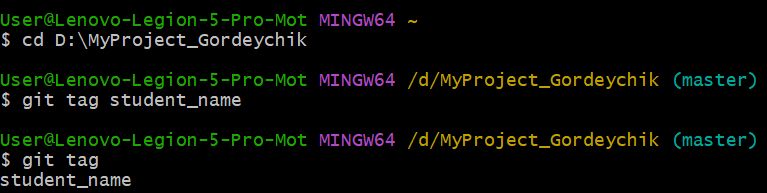 User@Lenovo-Legion-5-Pro-Mot MINGW64 ~
$ cd D:\MyProject_Gordeychik
User@Lenovo-Legion-5-Pro-Mot MINGW64 /d/MyProject_Gordeychik (master)
$ git tag student_name
User@Lenovo-Legion-5-Pro-Mot MINGW64 /d/MyProject_Gordeychik (master)
$ git tag
student_name